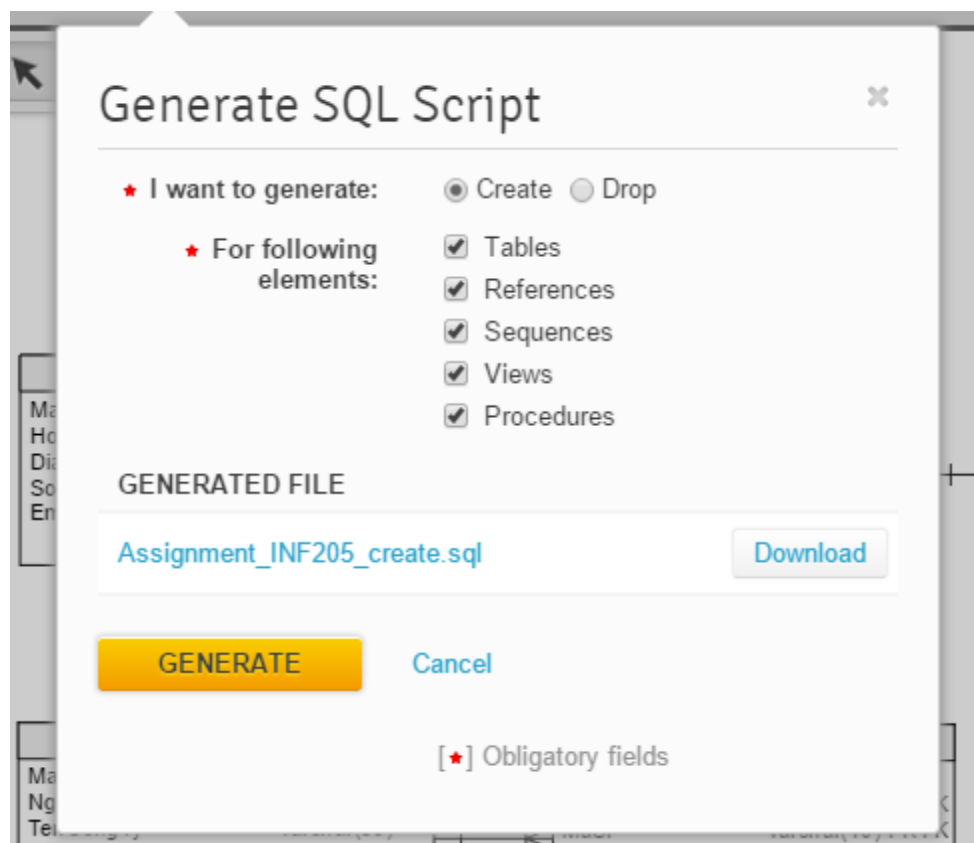 Generate SQL Script
I want to generate: Create Drop
For following elements:
Tables
References
Sequences
Views
Procedures
GENERATED FILE
Assignment_INF205_create.sql Download
GENERATE Cancel
[★] Obligatory fields